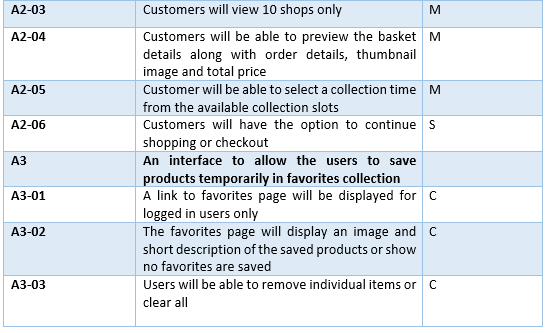 A2-03 Customers will view 10 shops only M
A2-04 Customers will be able to preview the basket M
details along with order details, thumbnail
image and total price
A2-05 Customer will be able to select a collection time M
from the available collection slots
A2-06 Customers will have the option to continue S
shopping or checkout
A3 An interface to allow the users to save
products temporarily in favorites collection
A3-01 A link to favorites page will be displayed for C
logged in users only
A3-02 The favorites page will display an image and C
short description of the saved products or show
no favorites are saved
A3-03 Users will be able to remove individual items or C
clear all